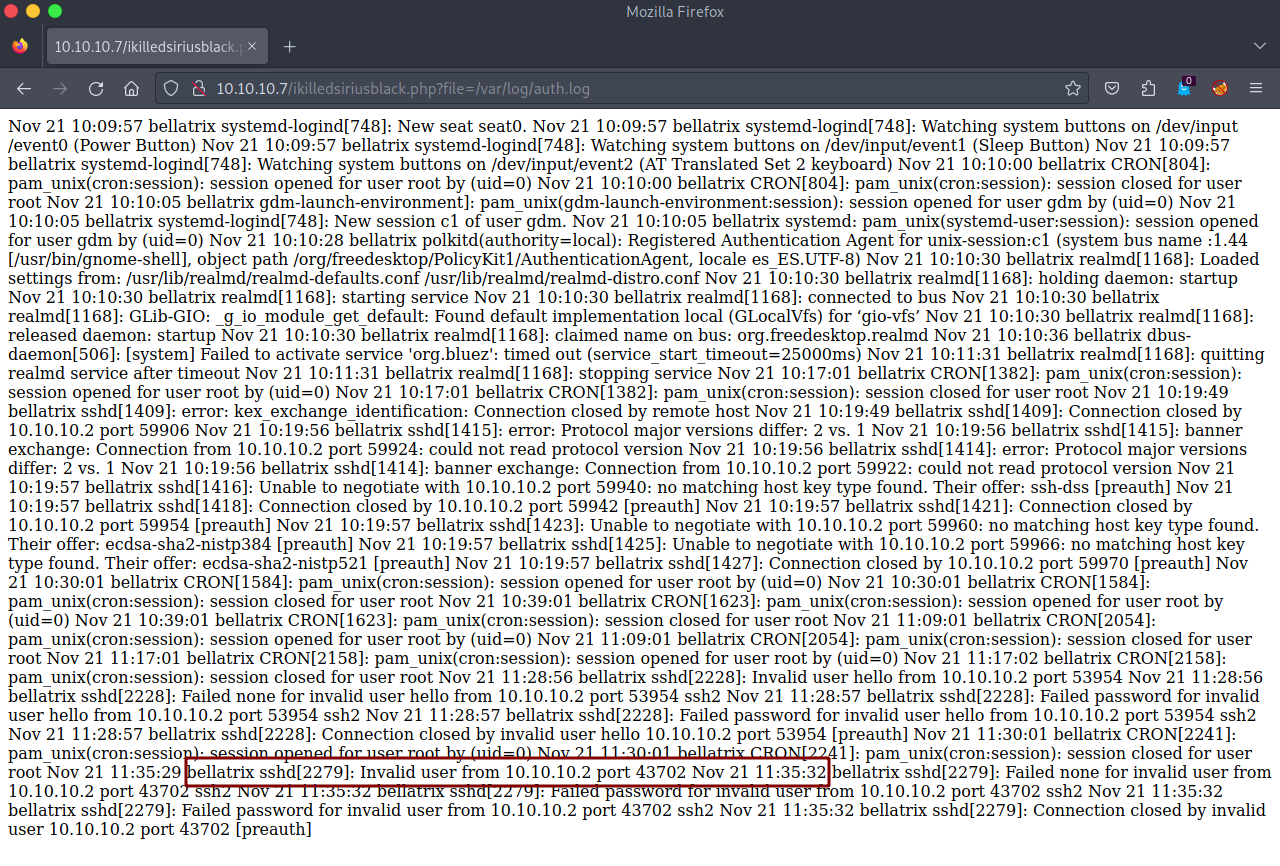 Mozilla Firefox
10.10.10.7/ikilledsiriusblack.p
0
10.10.10.7/ikilledsiriusblack.php?file=/var/log/auth.log
Nov 21 10:09:57 bellatrix systemd-logind[748]: New seat seat0. Nov 21 10:09:57 bellatrix systemd-logind[748]: Watching system buttons on /dev/input
/event0 (Power Button) Nov 21 10:09:57 bellatrix systemd-logind[748]: Watching system buttons on /dev/input/event1 (Sleep Button) Nov 21 10:09:57
bellatrix systemd-logind[748]: Watching system buttons on /dev/input/event2 (AT Translated Set 2 keyboard) Nov 21 10:10:00 bellatrix CRON[804]:
pam_unix(cron:session): session opened for user root by (uid=0) Nov 21 10:10:00 bellatrix CRON[804]: pam_unix(cron:session): session closed for user
root Nov 21 10:10:05 bellatrix gdm-launch-environment]: pam_unix(gdm-launch-environment:session): session opened for user gdm by (uid=0) Nov 21
10:10:05 bellatrix systemd-logind[748]: New session c1 of user gdm. Nov 21 10:10:05 bellatrix systemd: pam_unix(systemd-user:session): session opened
for user gdm by (uid=0) Nov 21 10:10:28 bellatrix polkitd(authority=local): Registered Authentication Agent for unix-session:c1 (system bus name :1.44
[/usr/bin/gnome-shell], object path /org/freedesktop/PolicyKit1/AuthenticationAgent, locale es_ES.UTF-8) Nov 21 10:10:30 bellatrix realmd[1168]: Loaded
settings from: /usr/lib/realmd/realmd-defaults.conf /usr/lib/realmd/realmd-distro.conf Nov 21 10:10:30 bellatrix realmd[1168]: holding daemon: startup
Nov 21 10:10:30 bellatrix realmd[1168]: starting service Nov 21 10:10:30 bellatrix realmd[1168]: connected to bus Nov 21 10:10:30 bellatrix
realmd[1168]: GLib-GIO: _g_io_module_get_default: Found default implementation local (GLocalVfs) for ‘gio-vfs’ Nov 21 10:10:30 bellatrix realmd[1168]:
released daemon: startup Nov 21 10:10:30 bellatrix realmd[1168]: claimed name on bus: org.freedesktop.realmd Nov 21 10:10:36 bellatrix dbus-
daemon[506]: [system] Failed to activate service 'org.bluez': timed out (service_start_timeout=25000ms) Nov 21 10:11:31 bellatrix realmd[1168]: quitting
realmd service after timeout Nov 21 10:11:31 bellatrix realmd[1168]: stopping service Nov 21 10:17:01 bellatrix CRON[1382]: pam_unix(cron:session):
session opened for user root by (uid=0) Nov 21 10:17:01 bellatrix CRON[1382]: pam_unix(cron:session): session closed for user root Nov 21 10:19:49
bellatrix sshd[1409]: error: kex_exchange_identification: Connection closed by remote host Nov 21 10:19:49 bellatrix sshd[1409]: Connection closed by
10.10.10.2 port 59906 Nov 21 10:19:56 bellatrix sshd[1415]: error: Protocol major versions differ: 2 vs. 1 Nov 21 10:19:56 bellatrix sshd[1415]: banner
exchange: Connection from 10.10.10.2 port 59924: could not read protocol version Nov 21 10:19:56 bellatrix sshd[1414]: error: Protocol major versions
differ: 2 vs. 1 Nov 21 10:19:56 bellatrix sshd[1414]: banner exchange: Connection from 10.10.10.2 port 59922: could not read protocol version Nov 21
10:19:57 bellatrix sshd[1416]: Unable to negotiate with 10.10.10.2 port 59940: no matching host key type found. Their offer: ssh-dss [preauth] Nov 21
10:19:57 bellatrix sshd[1418]: Connection closed by 10.10.10.2 port 59942 [preauth] Nov 21 10:19:57 bellatrix sshd[1421]: Connection closed by
10.10.10.2 port 59954 [preauth] Nov 21 10:19:57 bellatrix sshd[1423]: Unable to negotiate with 10.10.10.2 port 59960: no matching host key type found.
Their offer: ecdsa-sha2-nistp384 [preauth] Nov 21 10:19:57 bellatrix sshd[1425]: Unable to negotiate with 10.10.10.2 port 59966: no matching host key
type found. Their offer: ecdsa-sha2-nistp521 [preauth] Nov 21 10:19:57 bellatrix sshd[1427]: Connection closed by 10.10.10.2 port 59970 [preauth] Nov
21 10:30:01 bellatrix CRON[1584]: pam_unix(cron:session): session opened for user root by (uid=0) Nov 21 10:30:01 bellatrix CRON[1584]:
pam_unix(cron:session): session closed for user root Nov 21 10:39:01 bellatrix CRON[1623]: pam_unix(cron:session): session opened for user root by
(uid=0) Nov 21 10:39:01 bellatrix CRON[1623]: pam_unix(cron:session): session closed for user root Nov 21 11:09:01 bellatrix CRON[2054]:
pam_unix(cron:session): session opened for user root by (uid=0) Nov 21 11:09:01 bellatrix CRON[2054]: pam_unix(cron:session): session closed for user
root Nov 21 11:17:01 bellatrix CRON[2158]: pam_unix(cron:session): session opened for user root by (uid=0) Nov 21 11:17:02 bellatrix CRON[2158]:
pam_unix(cron:session): session closed for user root Nov 21 11:28:56 bellatrix sshd[2228]: Invalid user hello from 10.10.10.2 port 53954 Nov 21 11:28:56
bellatrix sshd[2228]: Failed none for invalid user hello from 10.10.10.2 port 53954 ssh2 Nov 21 11:28:57 bellatrix sshd[2228]: Failed password for invalid
user hello from 10.10.10.2 port 53954 ssh2 Nov 21 11:28:57 bellatrix sshd[2228]: Failed password for invalid user hello from 10.10.10.2 port 53954 ssh2
Nov 21 11:28:57 bellatrix sshd[2228]: Connection closed by invalid user hello 10.10.10.2 port 53954 [preauth] Nov 21 11:30:01 bellatrix CRON[2241]:
pam_unix(cron:session): session opened for user root by (uid=0) Nov 21 11:30:01 bellatrix CRON[2241]: pam_unix(cron:session): session closed for user
root Nov 21 11:35:29 bellatrix sshd[2279]: Invalid user from 10.10.10.2 port 43702 Nov 21 11:35:32 bellatrix sshd[2279]: Failed none for invalid user from
10.10.10.2 port 43702 ssh2 Nov 21 11:35:32 bellatrix sshd[2279]: Failed password for invalid user from 10.10.10.2 port 43702 ssh2 Nov 21 11:35:32
bellatrix sshd[2279]: Failed password for invalid user from 10.10.10.2 port 43702 ssh2 Nov 21 11:35:32 bellatrix sshd[2279]: Connection closed by invalid
user 10.10.10.2 port 43702 [preauth]